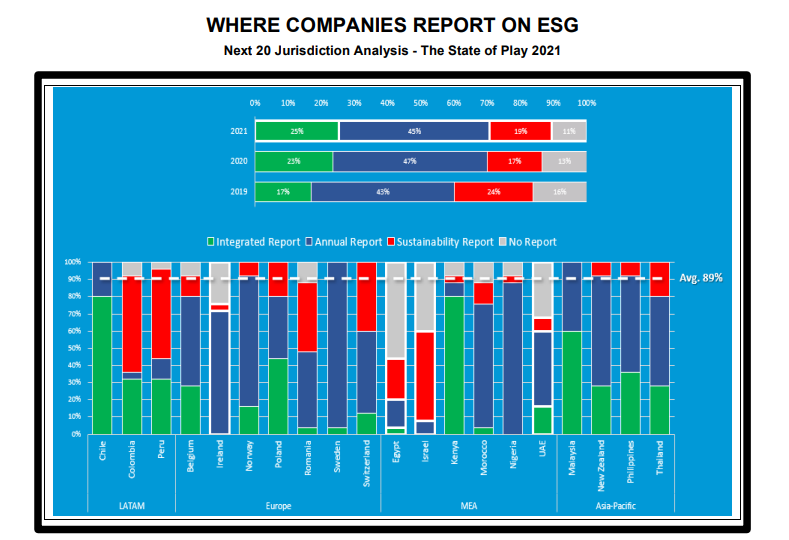 WHERE COMPANIES REPORT ON ESG
Next 20 Jurisdiction Analysis - The State of Play 2021
0% 10% 20% 30% 40% 50% 60% 70% 80% 90% 100%
2021 25% 45% 19% 11%
2020 23% 47% 17% 13%
2019 17% 43% 24% 16%
Integrated Report Annual Report Sustainability Report No Report
100%
90%
Avg. 89%
80%
70%
60%
50%
40%
30%
20%
10%
0%
Chile Colombia Peru Belgium Ireland Norway Poland Romania Sweden Switzerland Egypt Israel Kenya Morocco Nigeria UAE Malaysia New Zealand Philippines Thailand
LATAM Europe MEA Asia-Pacific